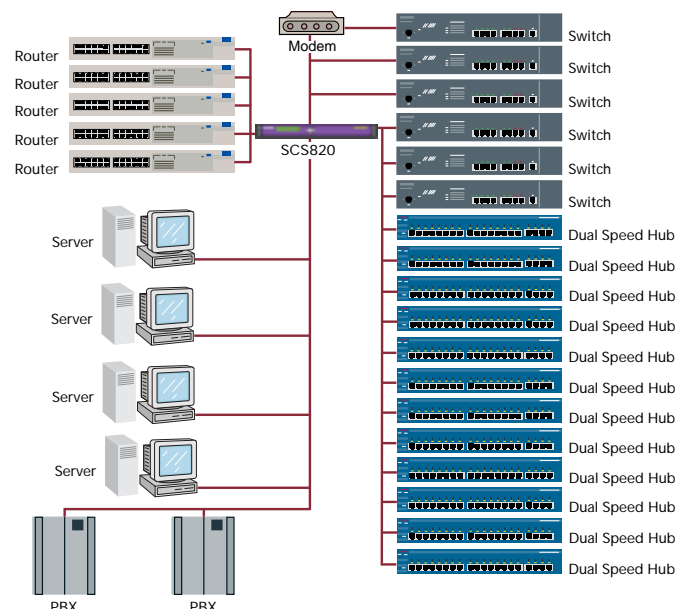 Modem
Router
Router
Router
Router
Router
SCS820
Switch
Switch
Switch
Switch
Switch
Switch
Server
Server
Server
Server
Dual Speed Hub
Dual Speed Hub
Dual Speed Hub
Dual Speed Hub
Dual Speed Hub
Dual Speed Hub
Dual Speed Hub
Dual Speed Hub
Dual Speed Hub
Dual Speed Hub
Dual Speed Hub
Dual Speed Hub
PBX
PBX